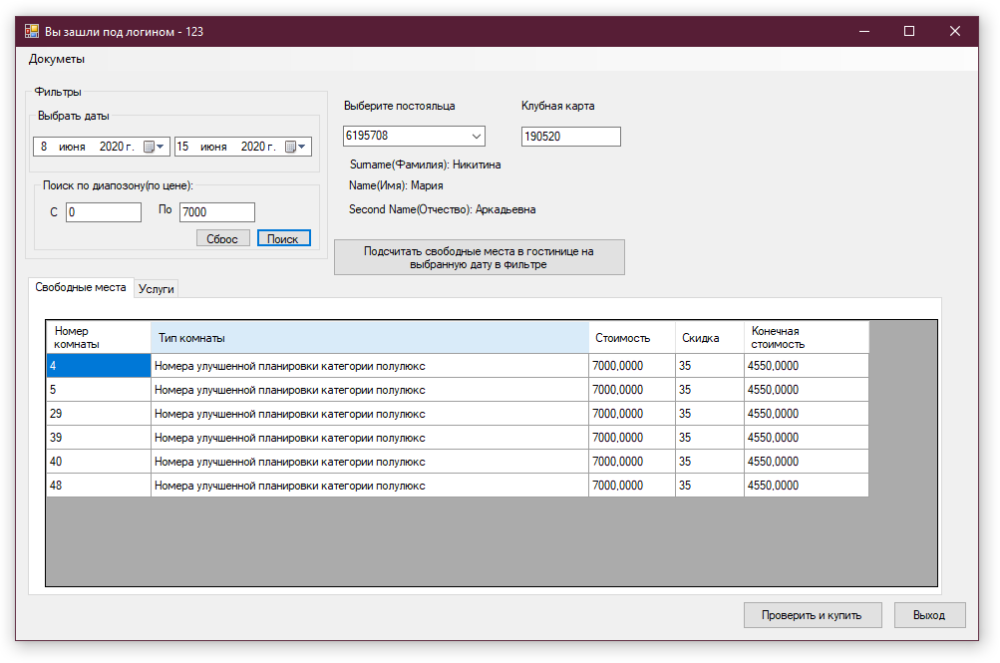 Вы зашли под логином - 123
Докуметы
Фильтры
Выбрать даты
8 июня 2020 г.
15 июня 2020 г.
Поиск по диапозону(по цене):
С 0 По 7000
Сброс Поиск
Выберите постояльца
6195708
Клубная карта
190520
Surname(Фамилия): Никитина
Name(Имя): Мария
Second Name(Отчество): Аркадьевна
Подсчитать свободные места в гостинице на
выбранную дату в Фильтре
Свободные места Услуги
Номер
комнаты
Тип комнаты
Стоимость
Скидка
Конечная
стоимость
4 Номера улучшенной планировки категории полулюкс 7000,0000 35 4550,0000
5 Номера улучшенной планировки категории полулюкс 7000,0000 35 4550,0000
29 Номера улучшенной планировки категории полулюкс 7000,0000 35 4550,0000
39 Номера улучшенной планировки категории полулюкс 7000,0000 35 4550,0000
40 Номера улучшенной планировки категории полулюкс 7000,0000 35 4550,0000
48 Номера улучшенной планировки категории полулюкс 7000,0000 35 4550,0000
Проверить и купить Выход